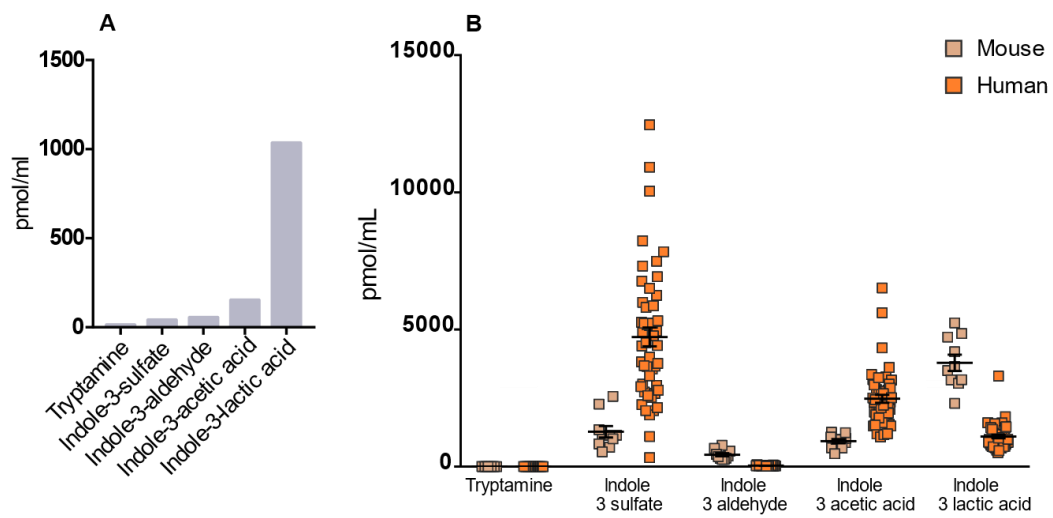 A
1500
1000
500
0
pmol/ml
Tryptamine
Indole-3-sulfate
Indole-3-aldehyde
Indole-3-acetic acid
Indole-3-lactic acid
B
15000
10000
5000
0
pmol/mL
Mouse
Human
Tryptamine
Indole
3 sulfate
Indole
3 aldehyde
Indole
3 acetic acid
Indole
3 lactic acid